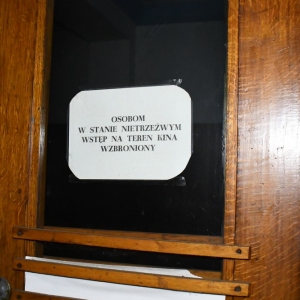 OSOBOM
W STANIE NIETRZEŹWYM
WSTĘP NA TEREN KINA
WZBRONIONY